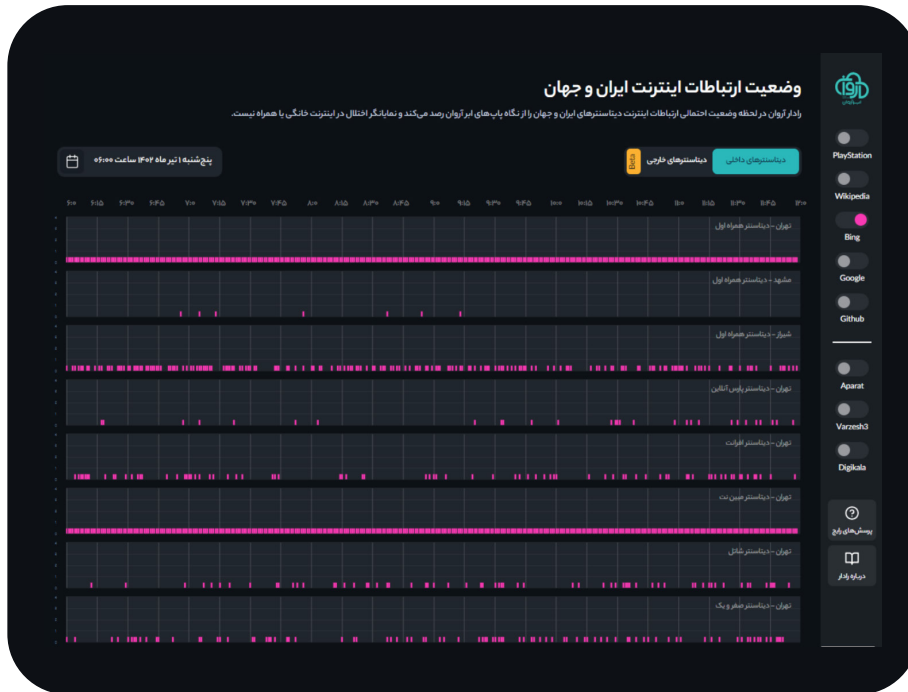 وضعیت ارتباطات اینترنت ایران و جهان
رادار آروان در لحظه وضعیت احتمالی ارتباطات اینترنت دیتاسنترهای ایران و جهان را از نگاه پاپ‌های ابر آروان رصد می‌کند و نمایانگر اختلال در اینترنت خانگی یا همراه نیست.
دیتاسنترهای داخلی
دیتاسنترهای خارجی
Beta
پنج‌شنبه ۱ تیر ماه ۱۴۰۲ ساعت ۰۶:۰۰
۶:۰۰ ۶:۱۵ ۶:۳۰ ۶:۴۵ ۷:۰۰ ۷:۱۵ ۷:۳۰ ۷:۴۵ ۸:۰۰ ۸:۱۵ ۸:۳۰ ۸:۴۵ ۹:۰۰ ۹:۱۵ ۹:۳۰ ۹:۴۵ ۱۰:۰۰ ۱۰:۱۵ ۱۰:۳۰ ۱۰:۴۵ ۱۱:۰۰ ۱۱:۱۵ ۱۱:۳۰ ۱۱:۴۵ ۱۲:۰۰
تهران - دیتاسنتر همراه اول
مشهد - دیتاسنتر همراه اول
شیراز - دیتاسنتر همراه اول
تهران - دیتاسنتر پارس آنلاین
تهران - دیتاسنتر افرانت
تهران - دیتاسنتر مبین نت
تهران - دیتاسنتر شاتل
تهران - دیتاسنتر صفر و یک
آروان
ابر آروان
PlayStation
Wikipedia
Bing
Google
Github
Aparat
Varzesh3
Digikala
پرسش‌های رایج
درباره رادار